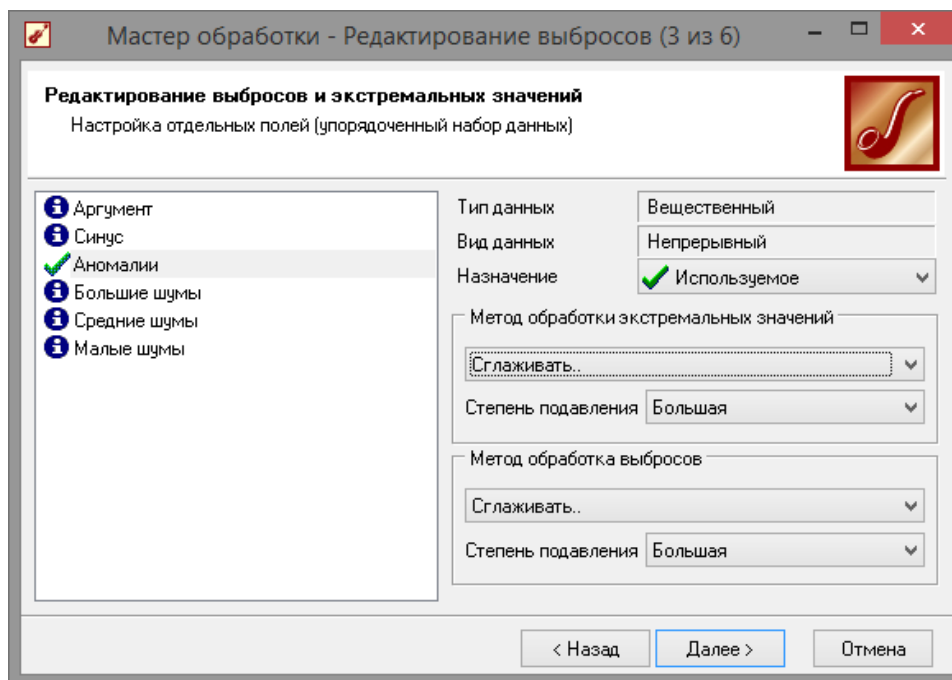 Мастер обработки - Редактирование выбросов (3 из 6)
Редактирование выбросов и экстремальных значений
Настройка отдельных полей (упорядоченный набор данных)
Аргумент
Синус
Аномалии
Большие шумы
Средние шумы
Малые шумы
Тип данных Вещественный
Вид данных Непрерывный
Назначение Используемое
Метод обработки экстремальных значений
Сглаживать..
Степень подавления Большая
Метод обработка выбросов
Сглаживать..
Степень подавления Большая
< Назад Далее > Отмена